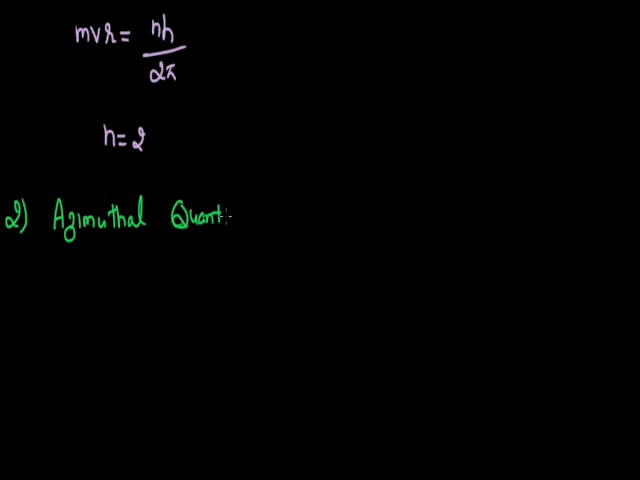 mvr = nh
2π
n = 2
2) Azimuthal Quant